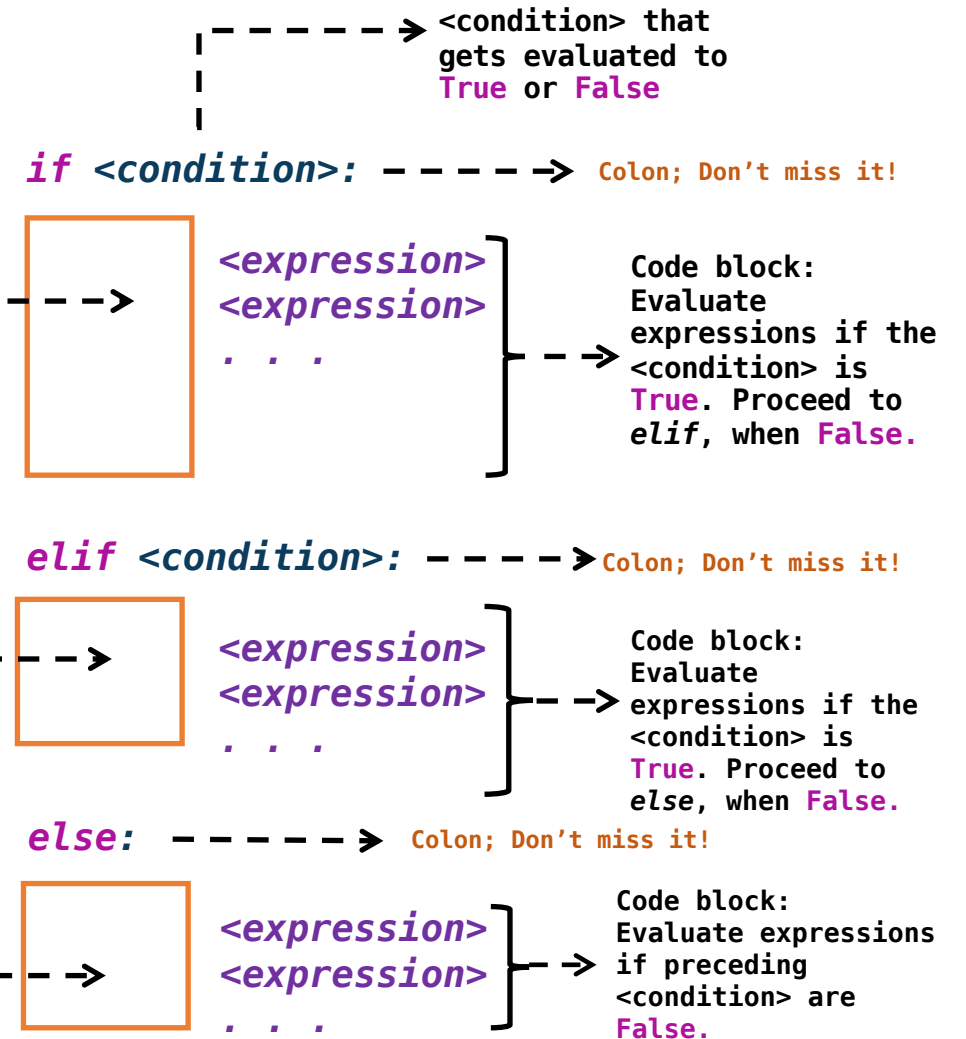 <condition> that
gets evaluated to
True or False
if <condition>:
Colon; Don’t miss it!
<expression>
<expression>
. . .
Code block:
Evaluate
expressions if the
<condition> is
True. Proceed to
elif, when False.
elif <condition>:
Colon; Don’t miss it!
<expression>
<expression>
. . .
Code block:
Evaluate
expressions if the
<condition> is
True. Proceed to
else, when False.
else:
Colon; Don’t miss it!
<expression>
<expression>
. . .
Code block:
Evaluate expressions
if preceding
<condition> are
False.